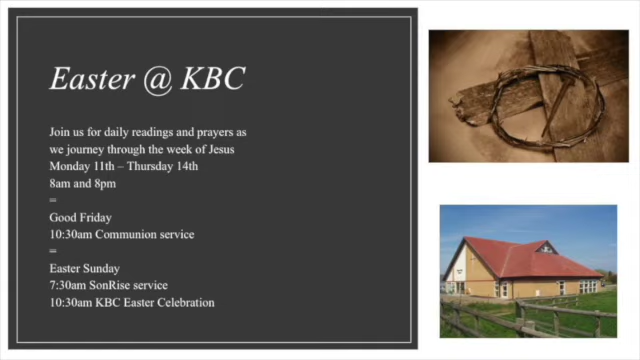 Easter @ KBC
Join us for daily readings and prayers as
we journey through the week of Jesus
Monday 11th – Thursday 14th
8am and 8pm
=
Good Friday
10:30am Communion service
=
Easter Sunday
7:30am SonRise service
10:30am KBC Easter Celebration